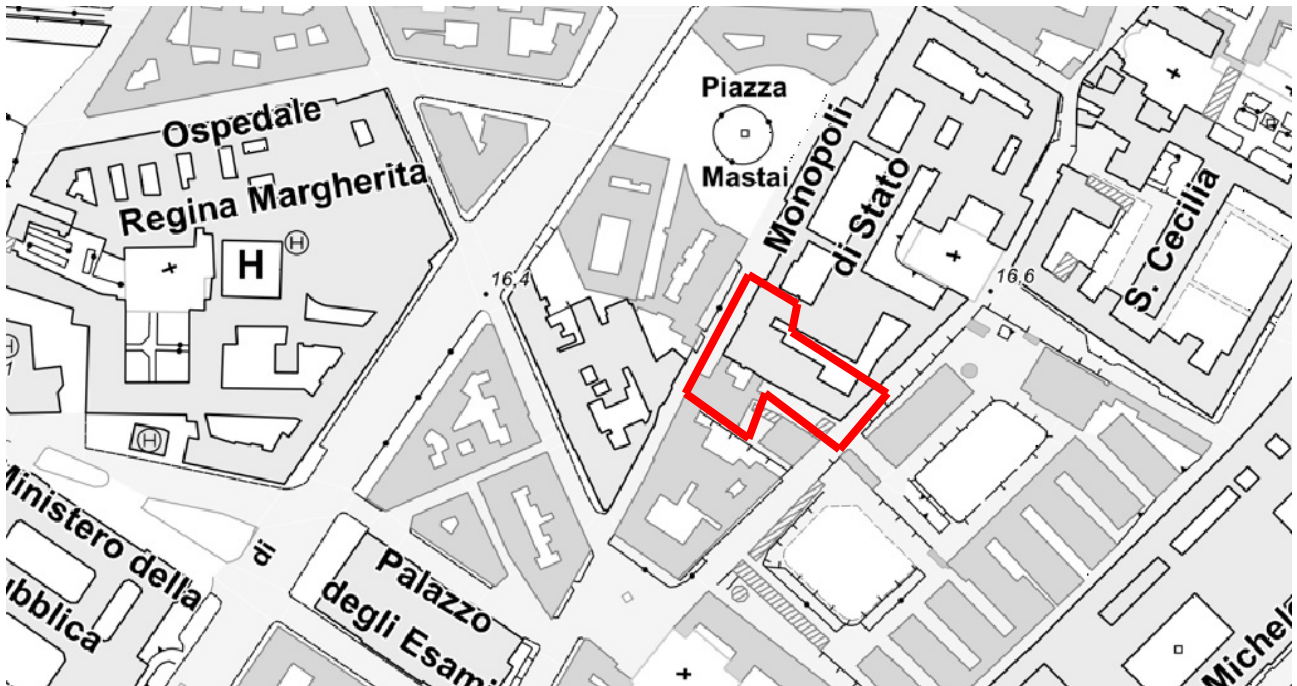 Ospedale
Regina Margherita
H
H
H
H
Piazza
Mastai
Monopoli
di Stato
S. Cecilia
16,4
16,6
Ministero della
ubblica
di
Palazzo
degli Esami
Michele